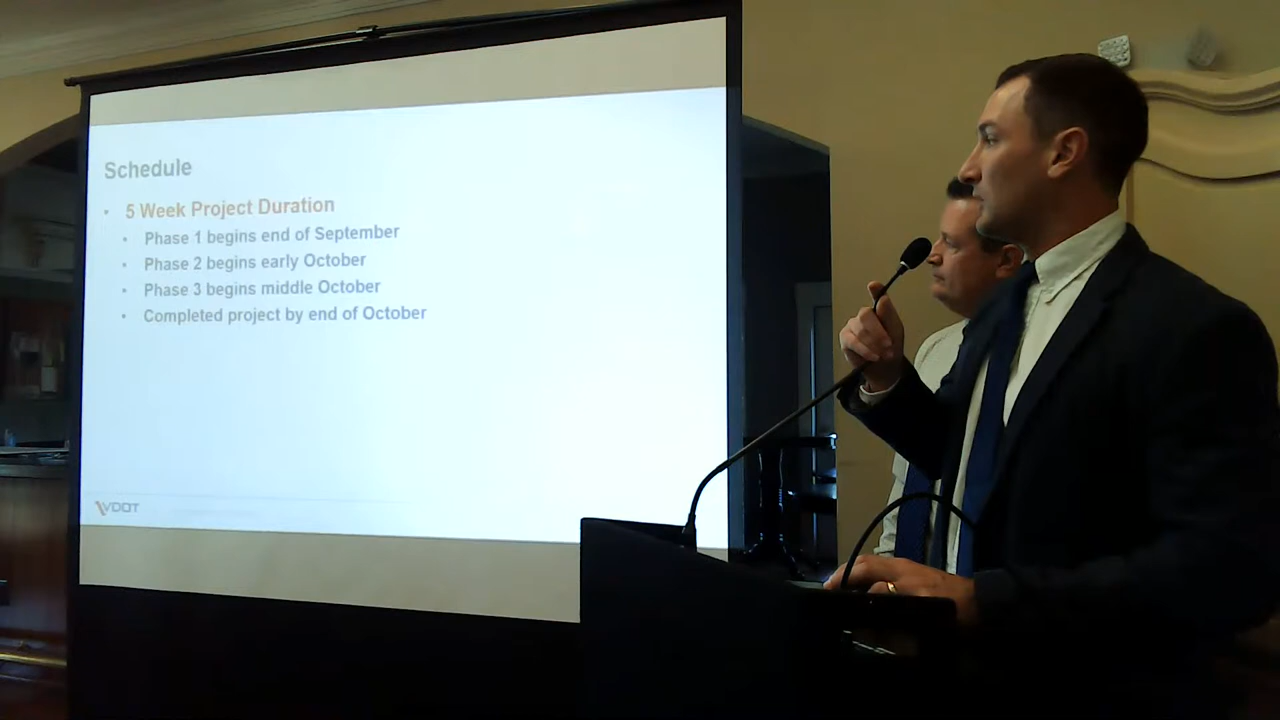 Schedule
• 5 Week Project Duration
• Phase 1 begins end of September
• Phase 2 begins early October
• Phase 3 begins middle October
• Completed project by end of October
VDOT